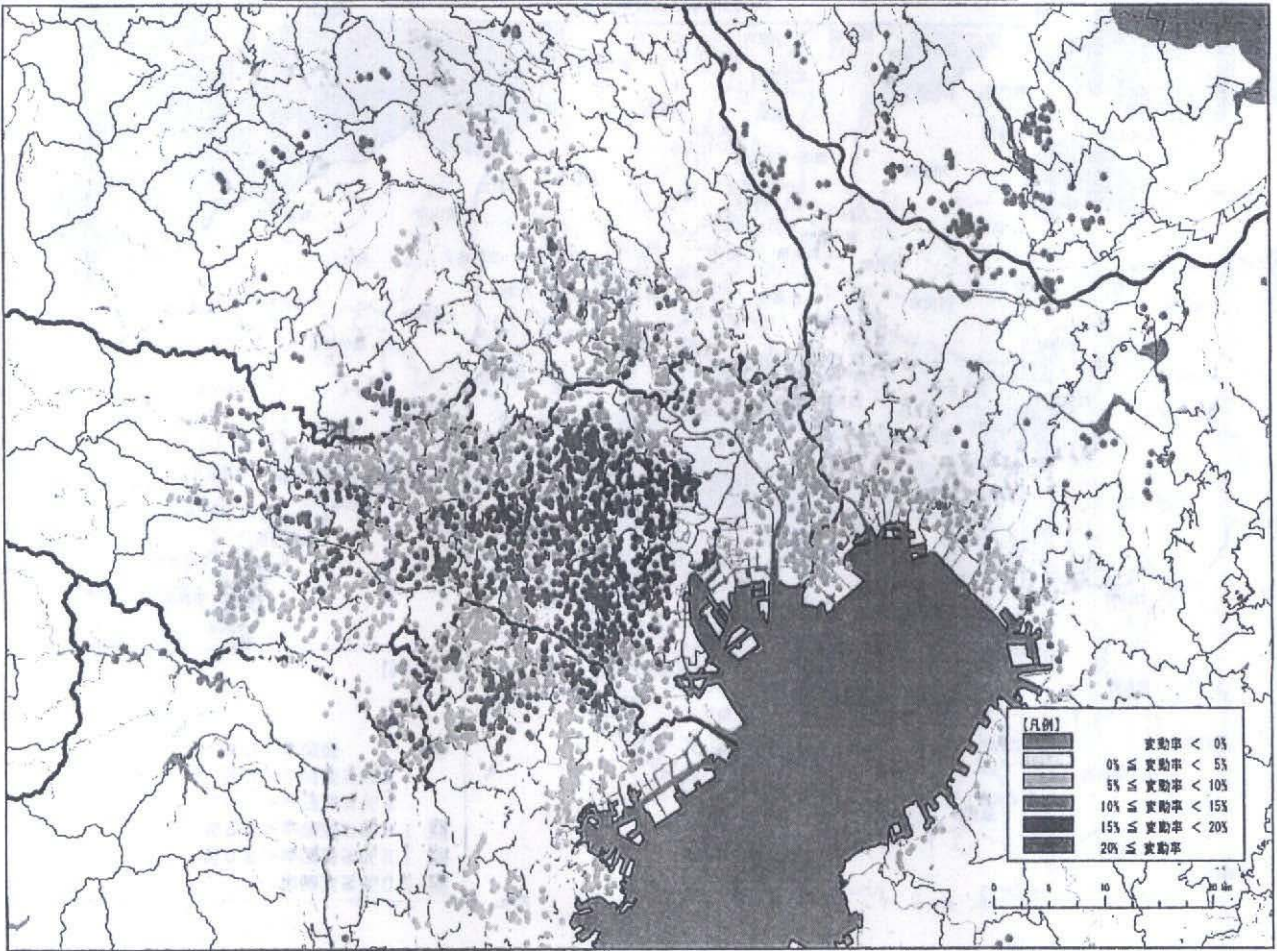 [凡例]
変動率 < 0%
0% ≦ 変動率 < 5%
5% ≦ 変動率 < 10%
10% ≦ 変動率 < 15%
15% ≦ 変動率 < 20%
20% ≦ 変動率
0 5 10 20 km